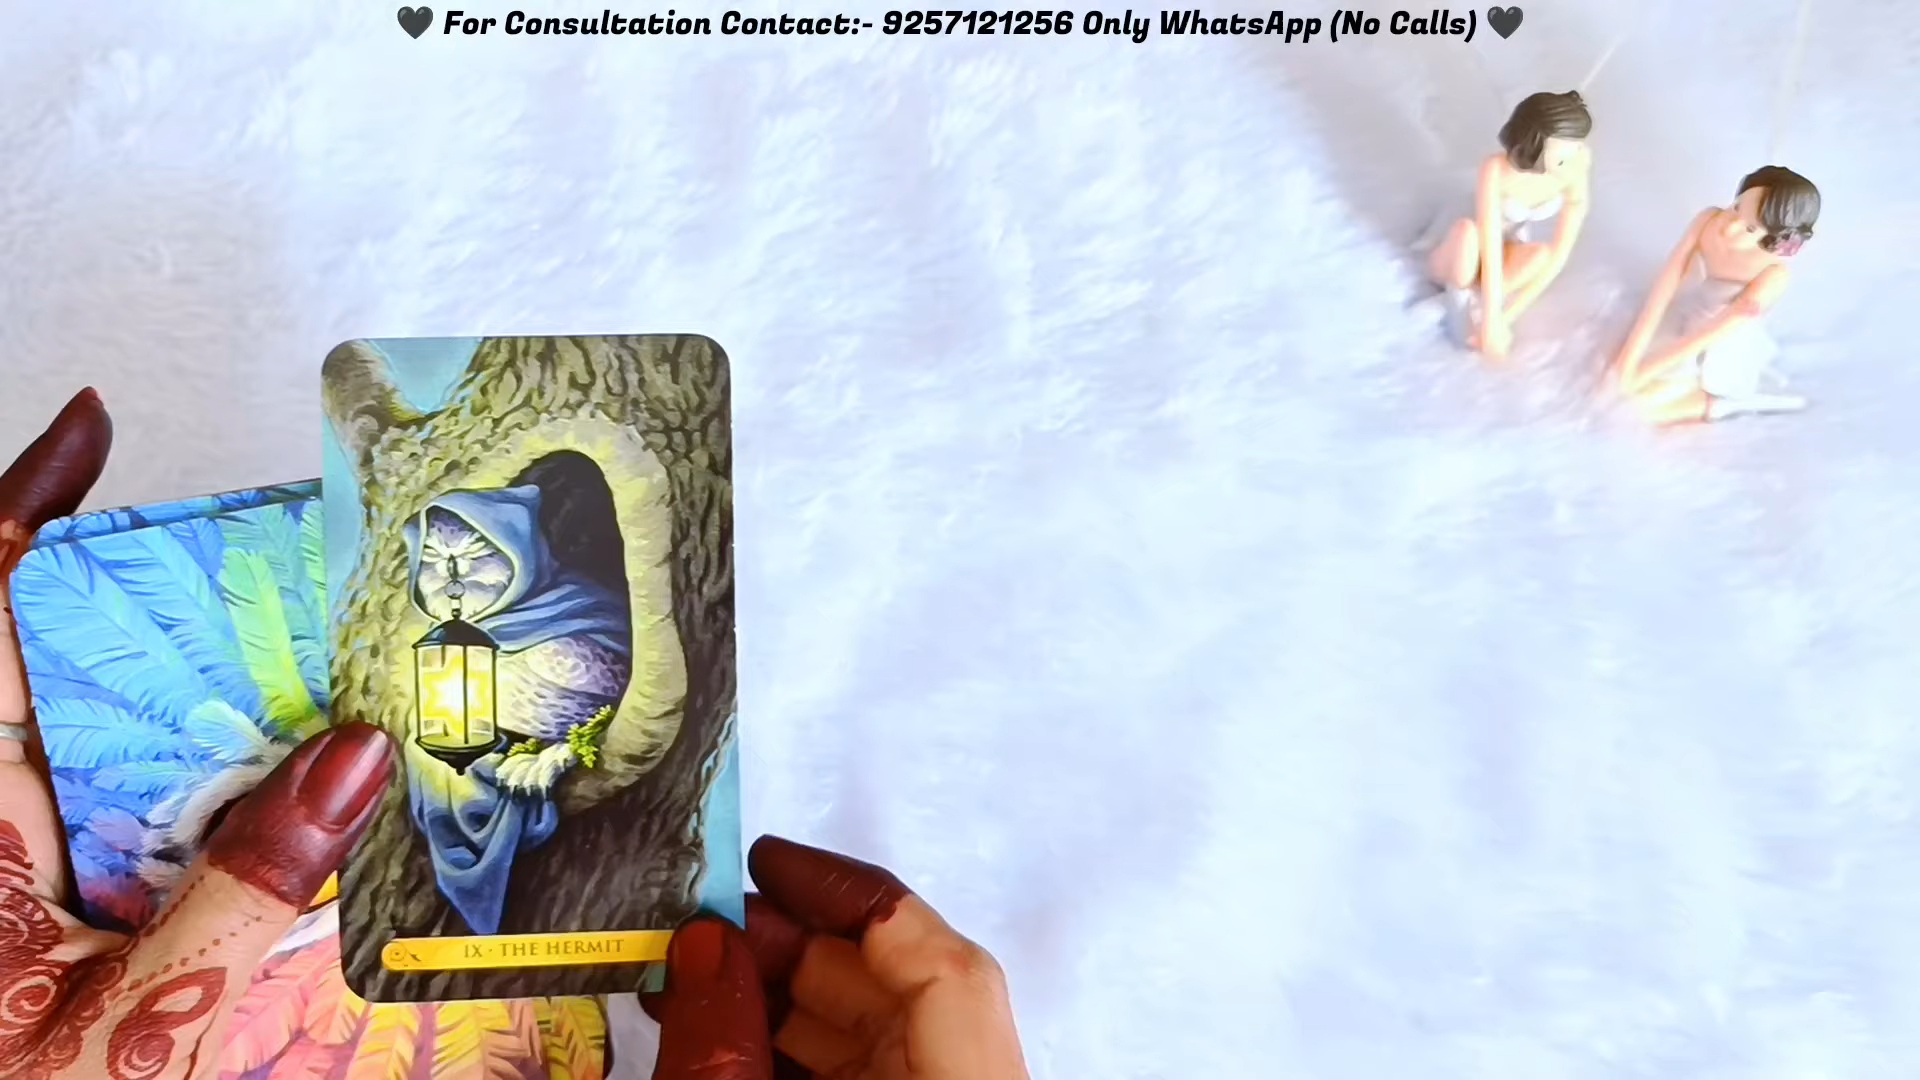 🖤 For Consultation Contact:- 9257121256 Only WhatsApp (No Calls) 🖤
IX · THE HERMIT